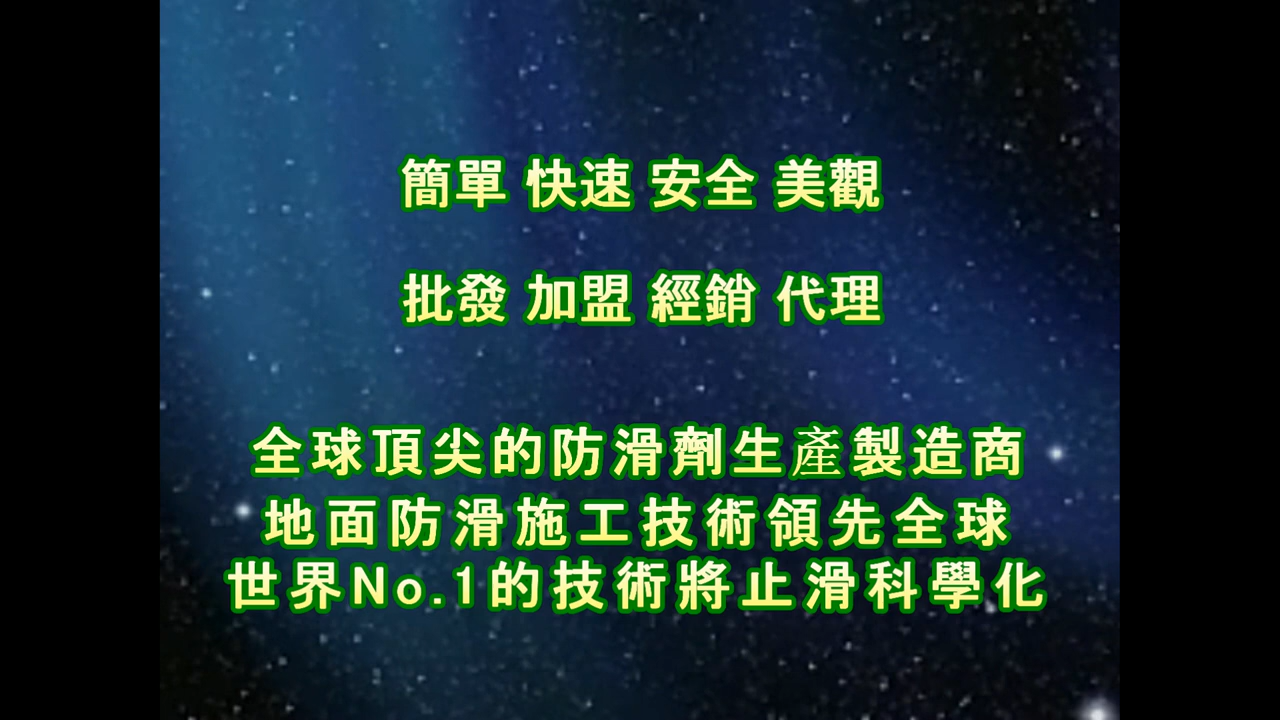 簡單 快速 安全 美觀
批發 加盟 經銷 代理
全球頂尖的防滑劑生產製造商
地面防滑施工技術領先全球
世界No.1的技術將止滑科學化